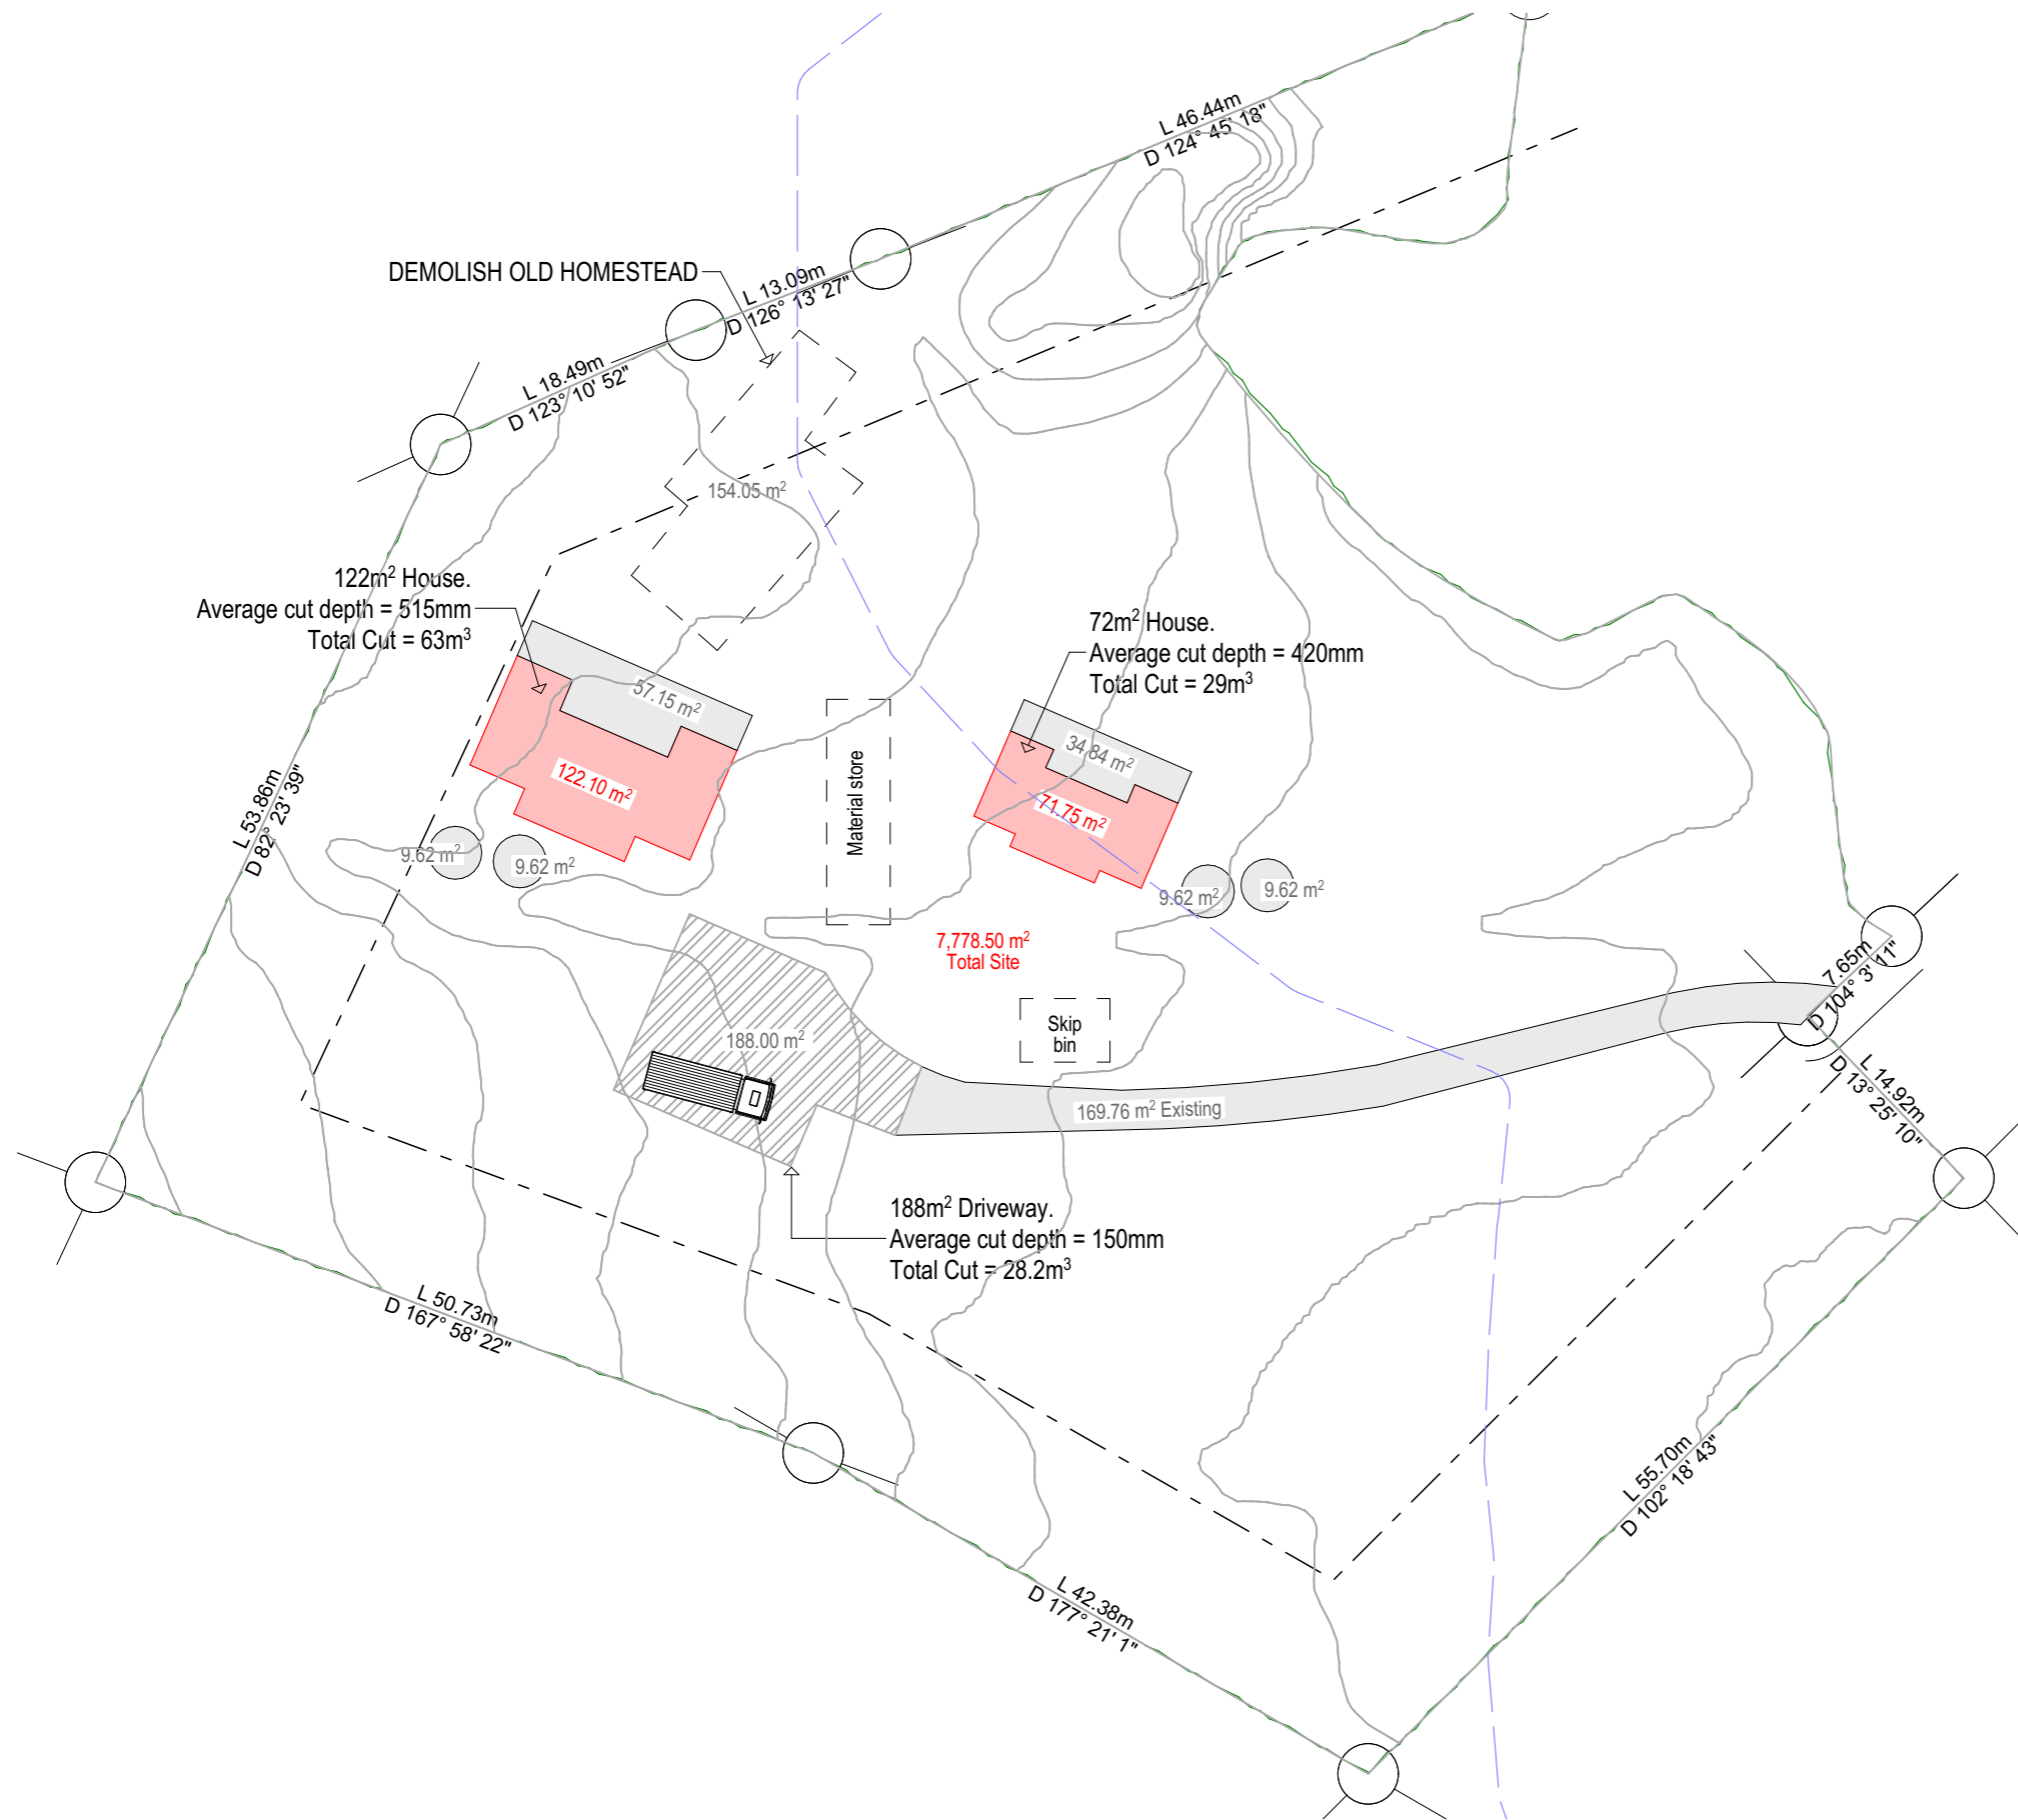 L 46.44m
D 124° 45' 18"
DEMOLISH OLD HOMESTEAD
L 13.09m
D 126° 13' 27"
L 18.49m
D 123° 10' 52"
154.05 m²
122m² House.
Average cut depth = 515mm
Total Cut = 63m³
72m² House.
Average cut depth = 420mm
Total Cut = 29m³
57.15 m²
34.84 m²
122.10 m²
71.75 m²
Material store
L 53.86m
D 82° 23' 39"
9.62 m²
9.62 m²
9.62 m²
9.62 m²
7,778.50 m²
Total Site
7.65m
D 104° 3' 11"
Skip
bin
188.00 m²
169.76 m² Existing
L 14.92m
D 13° 25' 10"
188m² Driveway.
Average cut depth = 150mm
Total Cut = 28.2m³
L 50.73m
D 167° 58' 22"
L 55.70m
D 102° 18' 43"
L 42.38m
D 177° 21' 1"